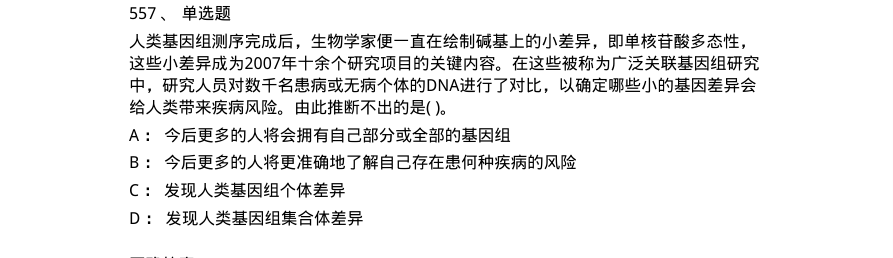 557 、 单选题
人类基因组测序完成后，生物学家便一直在绘制碱基上的小差异，即单核苷酸多态性，
这些小差异成为2007年十余个研究项目的关键内容。在这些被称为广泛关联基因组研究
中，研究人员对数千名患病或无病个体的DNA进行了对比，以确定哪些小的基因差异会
给人类带来疾病风险。由此推断不出的是( )。
A： 今后更多的人将会拥有自己部分或全部的基因组
B： 今后更多的人将更准确地了解自己存在患何种疾病的风险
C： 发现人类基因组个体差异
D： 发现人类基因组集合体差异